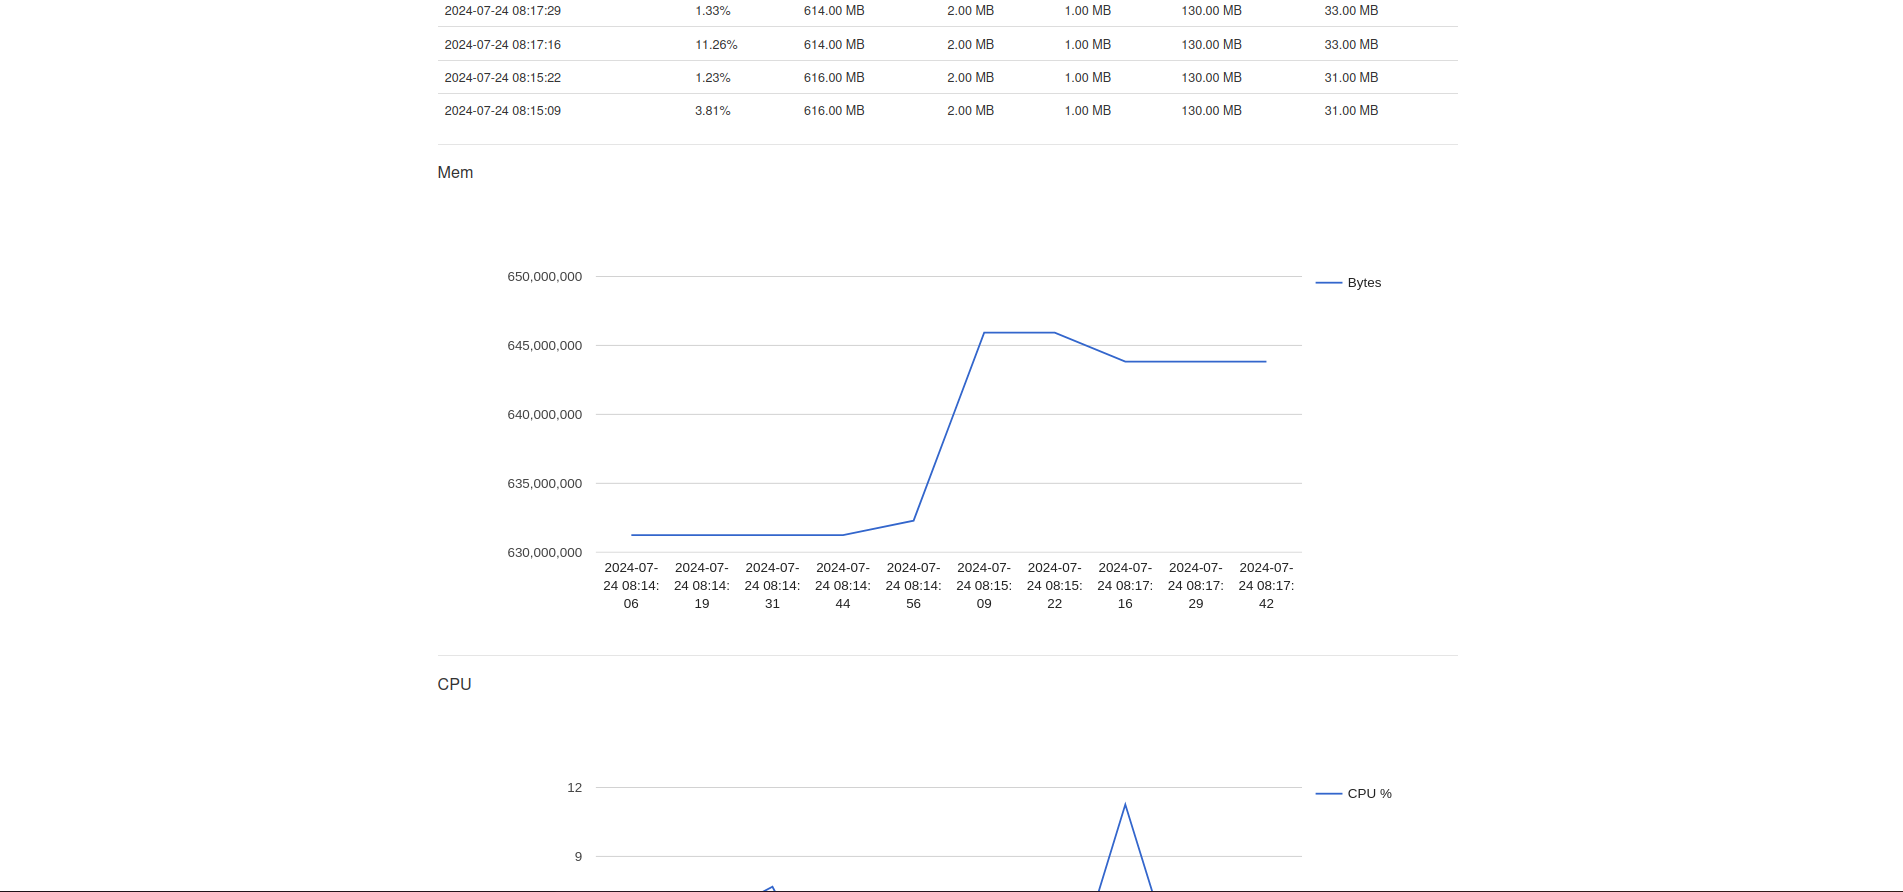 2024-07-24 08:17:29 1.33% 614.00 MB 2.00 MB 1.00 MB 130.00 MB 33.00 MB
2024-07-24 08:17:16 11.26% 614.00 MB 2.00 MB 1.00 MB 130.00 MB 33.00 MB
2024-07-24 08:15:22 1.23% 616.00 MB 2.00 MB 1.00 MB 130.00 MB 31.00 MB
2024-07-24 08:15:09 3.81% 616.00 MB 2.00 MB 1.00 MB 130.00 MB 31.00 MB
Mem
650,000,000
Bytes
645,000,000
640,000,000
635,000,000
630,000,000
2024-07- 2024-07- 2024-07- 2024-07- 2024-07- 2024-07- 2024-07- 2024-07- 2024-07- 2024-07-
24 08:14: 24 08:14: 24 08:14: 24 08:14: 24 08:14: 24 08:15: 24 08:15: 24 08:17: 24 08:17: 24 08:17:
06 19 31 44 56 09 22 16 29 42
CPU
12
CPU %
9